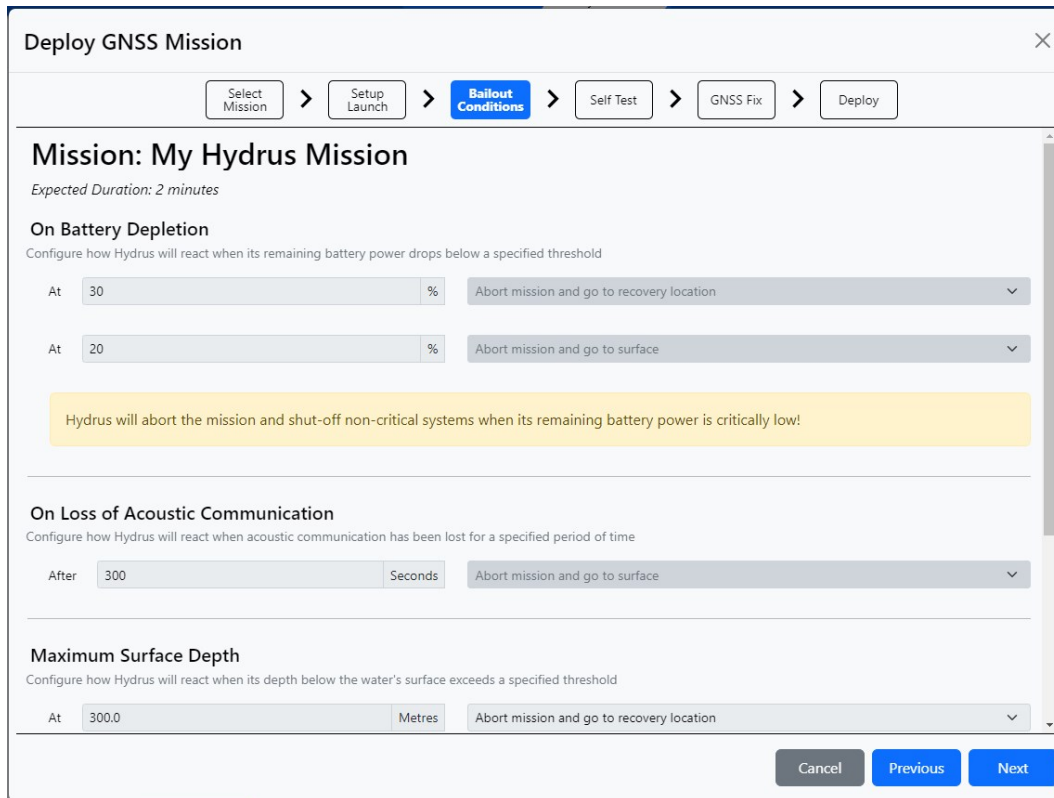 Deploy GNSS Mission
Select
Mission
Setup
Launch
Bailout
Conditions
Self Test
GNSS Fix
Deploy
Mission: My Hydrus Mission
Expected Duration: 2 minutes
On Battery Depletion
Configure how Hydrus will react when its remaining battery power drops below a specified threshold
At 30 % Abort mission and go to recovery location
At 20 % Abort mission and go to surface
Hydrus will abort the mission and shut-off non-critical systems when its remaining battery power is critically low!
On Loss of Acoustic Communication
Configure how Hydrus will react when acoustic communication has been lost for a specified period of time
After 300 Seconds Abort mission and go to surface
Maximum Surface Depth
Configure how Hydrus will react when its depth below the water's surface exceeds a specified threshold
At 300.0 Metres Abort mission and go to recovery location
Cancel Previous Next